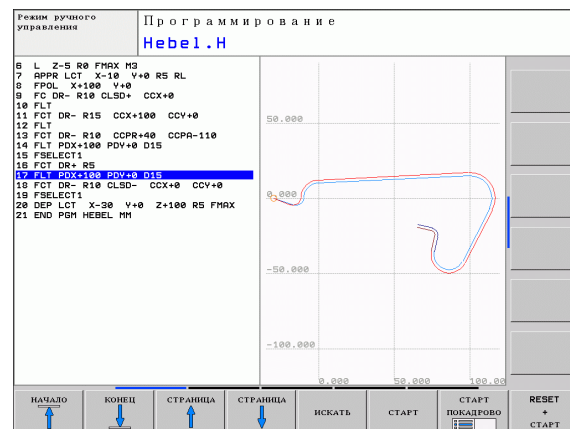 Режим ручного
управления
Программирование
Hebel.H
6 L Z-5 R0 FMAX M3
7 APPR LCT X-10 Y+0 R5 RL
8 FPOL X+100 Y+0
9 FC DR- R10 CLSD+ CCX+0
10 FLT
11 FCT DR- R15 CCX+100 CCY+0
12 FLT
13 FCT DR- R10 CCPR+40 CCPA-110
14 FLT PDX+100 PDY+0 D15
15 FSELECT1
16 FCT DR+ R5
17 FLT PDX+100 PDY+0 D15
18 FCT DR- R10 CLSD- CCX+0 CCY+0
19 FSELECT1
20 DEP LCT X-30 Y+0 Z+100 R5 FMAX
21 END PGM HEBEL MM
50.000
0.000
-50.000
-100.000
0.000 50.000 100.00
НАЧАЛО
КОНЕЦ
СТРАНИЦА
СТРАНИЦА
ИСКАТЬ
СТАРТ
СТАРТ
ПОКАДРОВО
RESET
+
СТАРТ